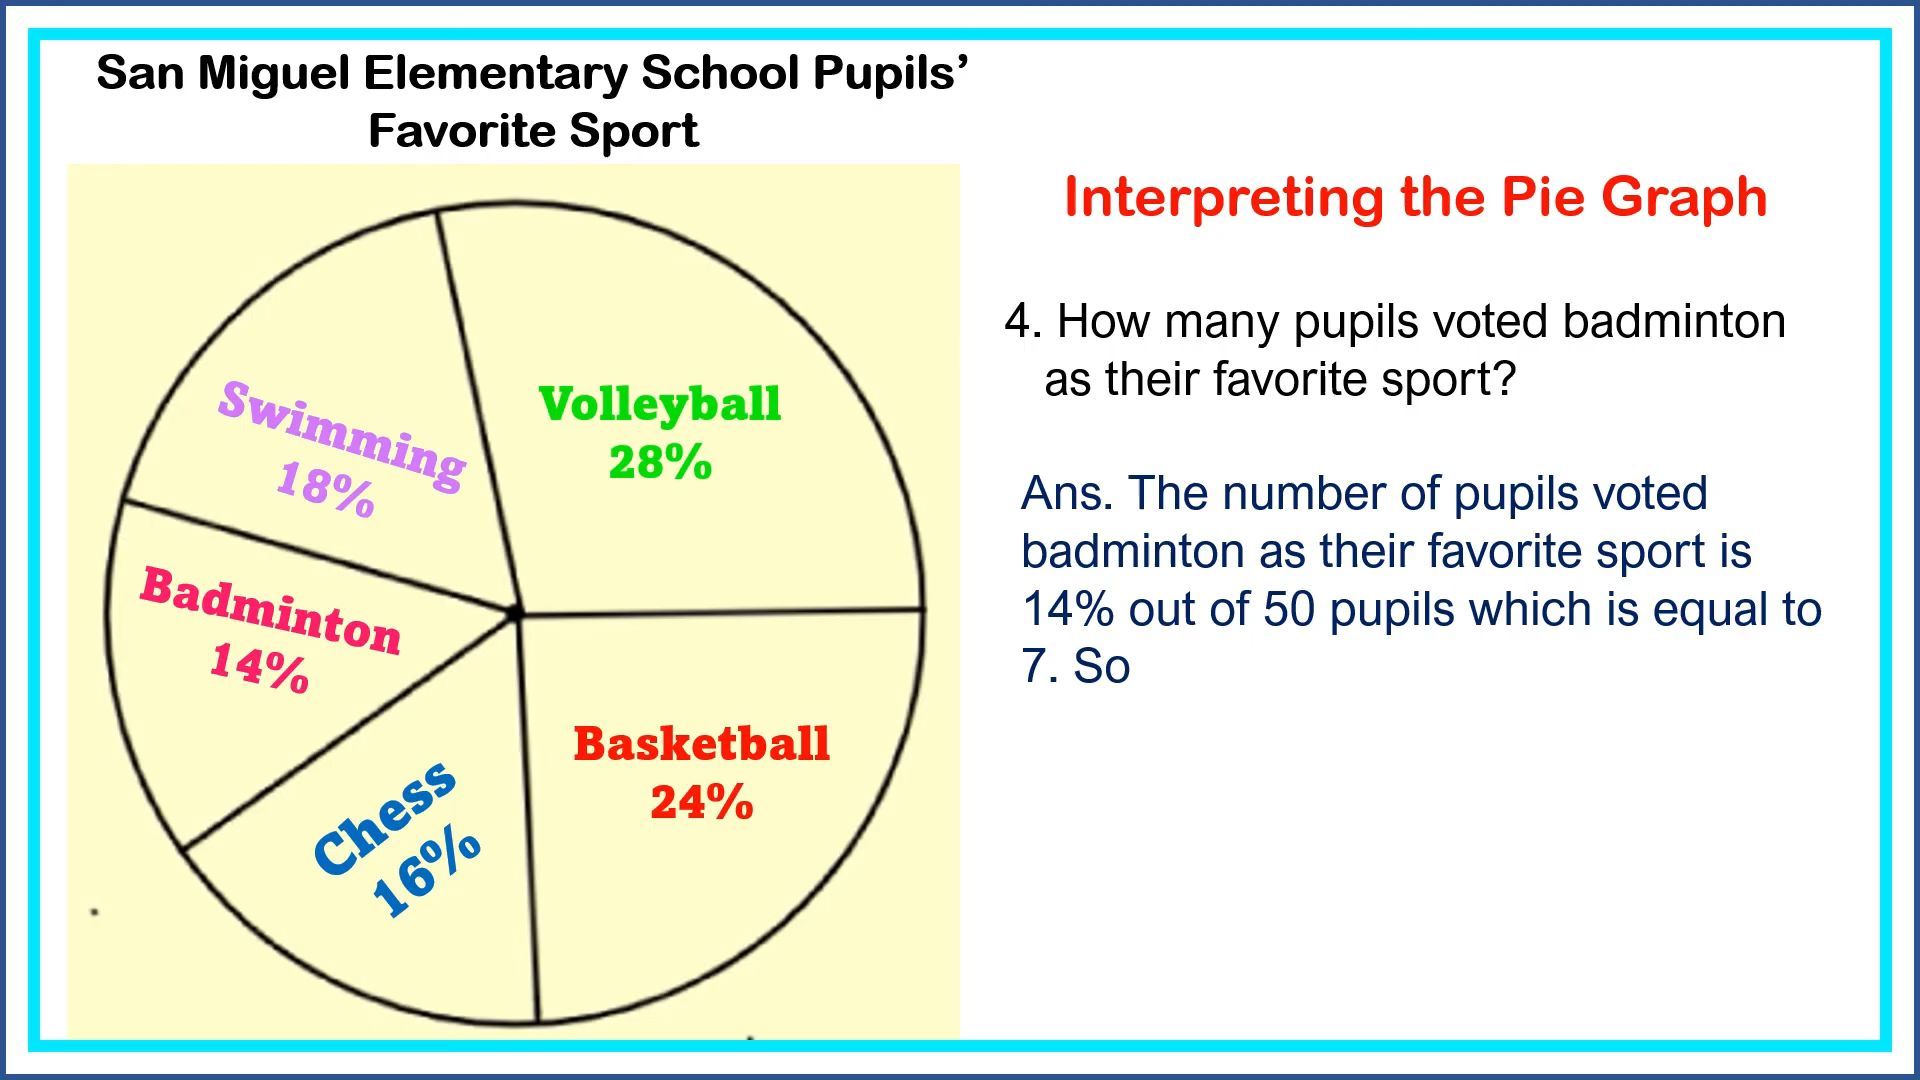 San Miguel Elementary School Pupils’
Favorite Sport
Interpreting the Pie Graph
4. How many pupils voted badminton
as their favorite sport?
Ans. The number of pupils voted
badminton as their favorite sport is
14% out of 50 pupils which is equal to
7. So
Volleyball
28%
Swimming
18%
Badminton
14%
Chess
16%
Basketball
24%